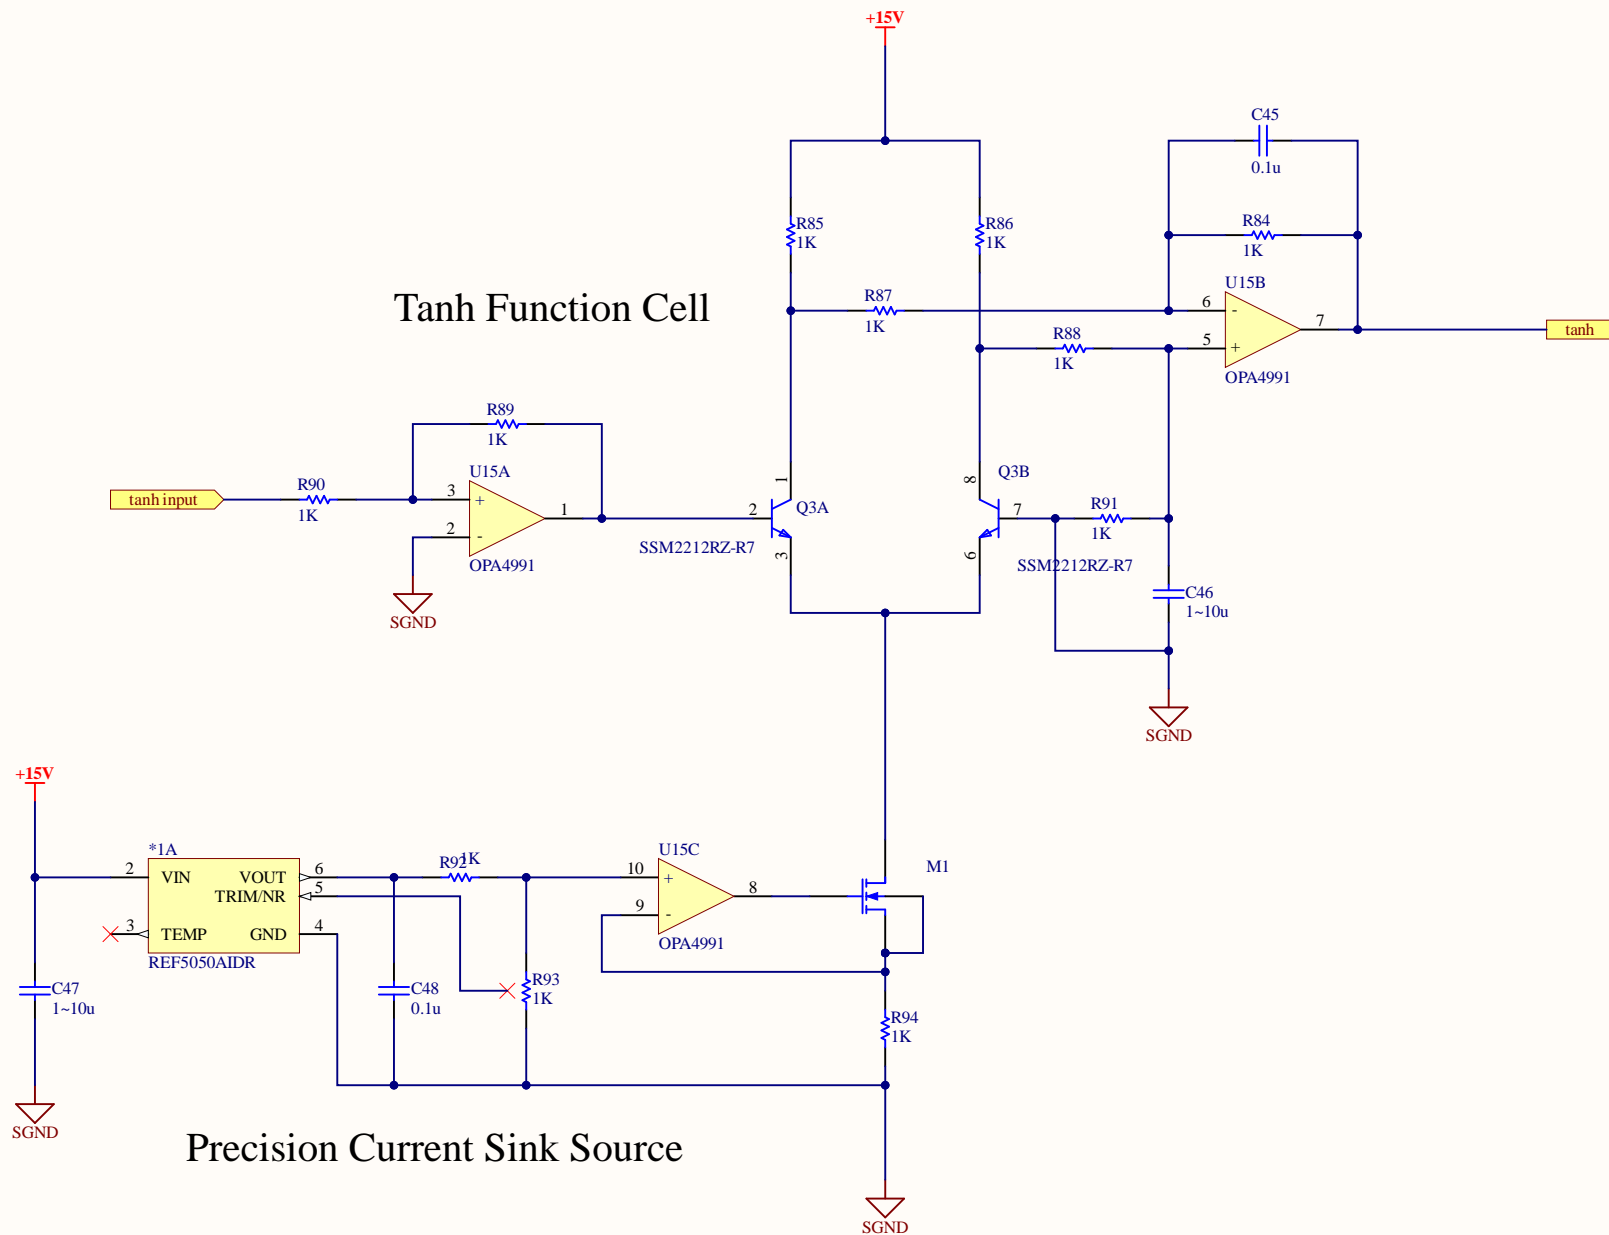 +15V
C45
0.1u
R85
1K
R86
1K
R84
1K
U15B
Tanh Function Cell
R87
1K
6
-
7
tanh
R88
1K
5
+
OPA4991
R89
1K
U15A
Q3B
tanh input
R90
1K
3
+
1
2
-
OPA4991
1
2
Q3A
3
SSM2212RZ-R7
8
7
6
R91
1K
SSM2212RZ-R7
C46
1~10u
SGND
SGND
+15V
*1A
2
VIN
VOUT
6
TRIM/NR
5
3
TEMP
GND
4
REF5050AIDR
R92
1K
U15C
10
+
8
9
-
OPA4991
M1
C47
1~10u
C48
0.1u
R93
1K
R94
1K
SGND
Precision Current Sink Source
SGND